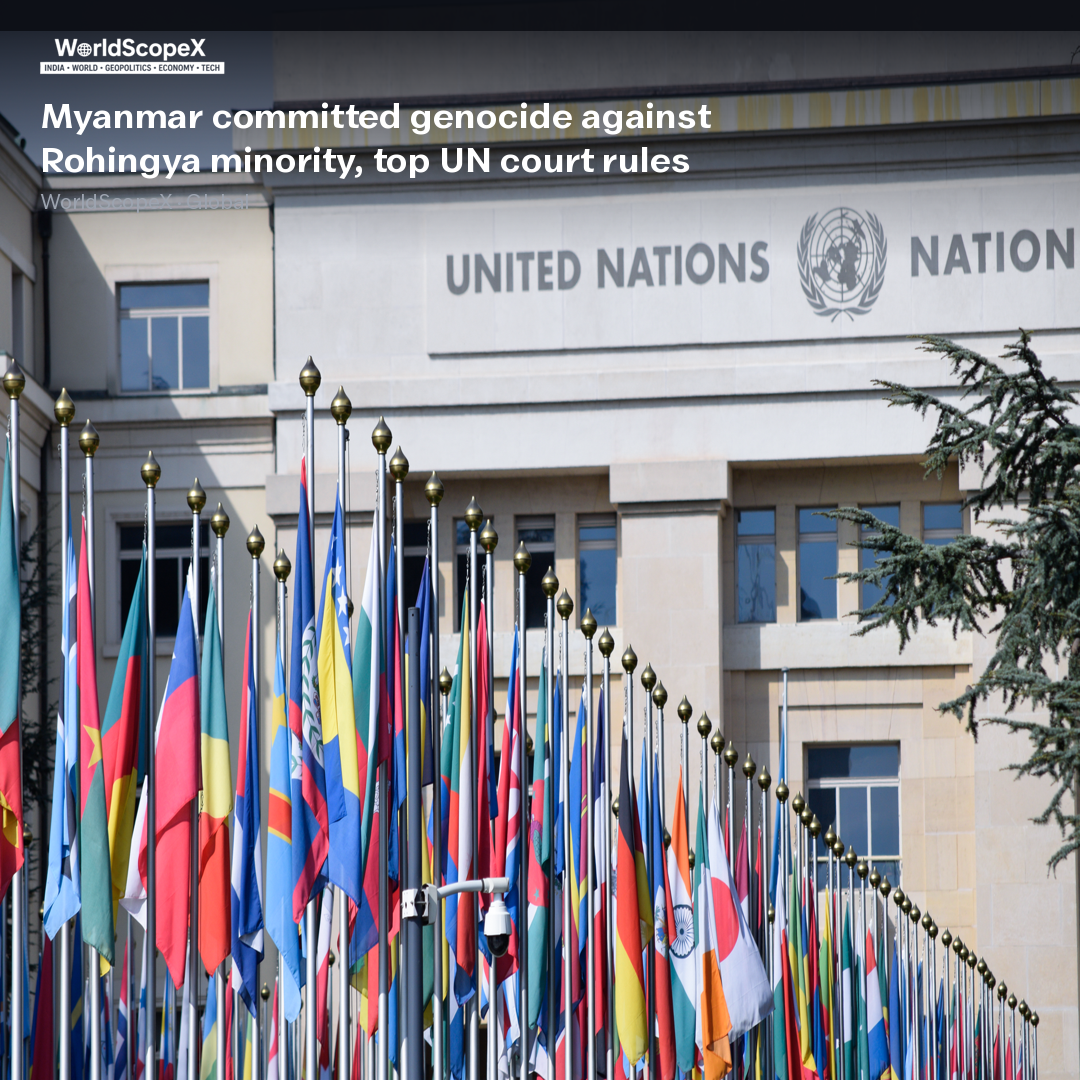 WorldScopeX
INDIA • WORLD • GEOPOLITICS • ECONOMY • TECH
Myanmar committed genocide against
Rohingya minority, top UN court rules
WorldScopeX • Global
UNITED NATIONS NATION